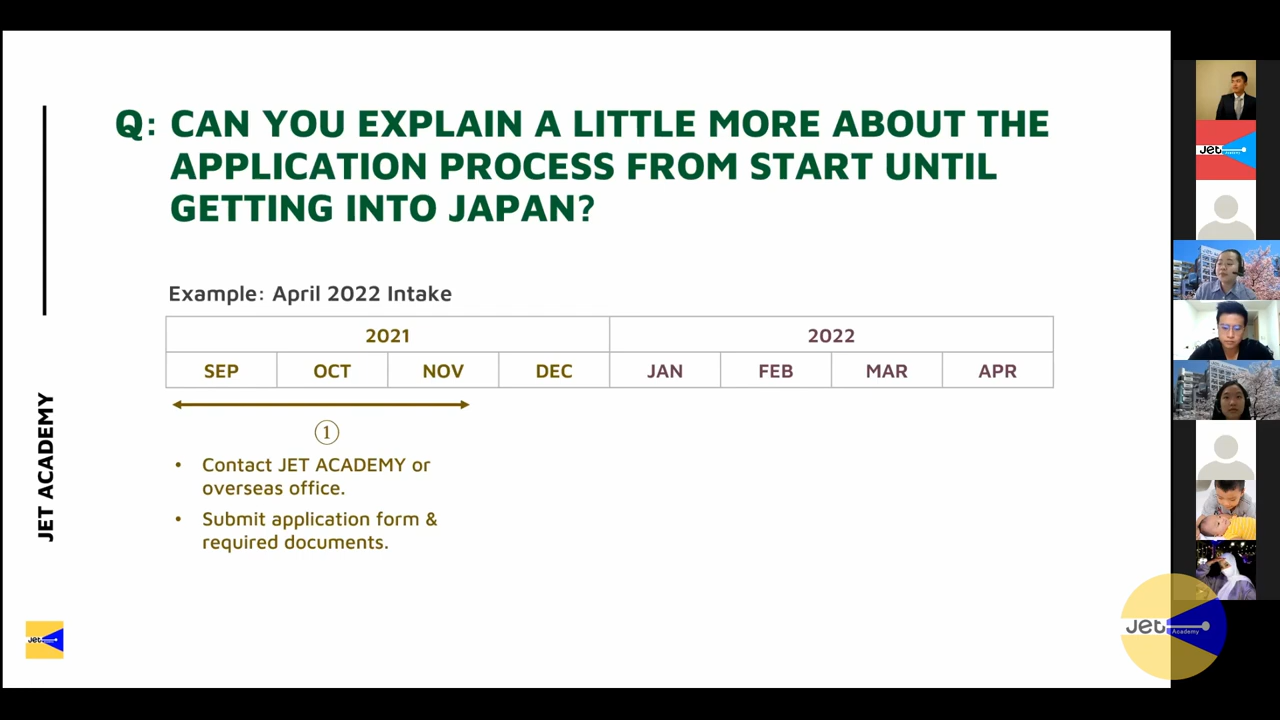 Q: CAN YOU EXPLAIN A LITTLE MORE ABOUT THE
APPLICATION PROCESS FROM START UNTIL
GETTING INTO JAPAN?
Example: April 2022 Intake
2021 2022
SEP OCT NOV DEC JAN FEB MAR APR
①
• Contact JET ACADEMY or
overseas office.
• Submit application form &
required documents.
JET ACADEMY
Jet
Jet
Academy
Jet
Academy